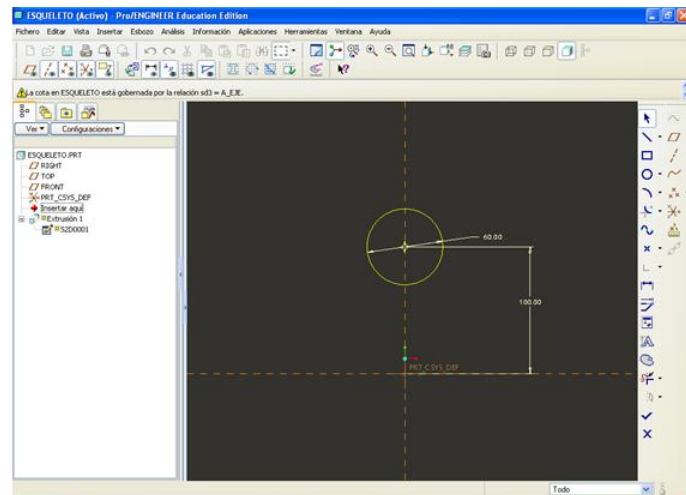 ESQUELETO (Activo) - Pro/ENGINEER Education Edition
Fichero Editar Vista Insertar Esbozo Análisis Información Aplicaciones Herramientas Ventana Ayuda
La cota en ESQUELETO está gobernada por la relación sd3 = A_EJE.
Ver Configuraciones
ESQUELETO.PRT
RIGHT
TOP
FRONT
PRT_CSYS_DEF
Insertar aquí
Extrusión 1
S2D0001
60.00
100.00
PRT_CSYS_DEF
Todo